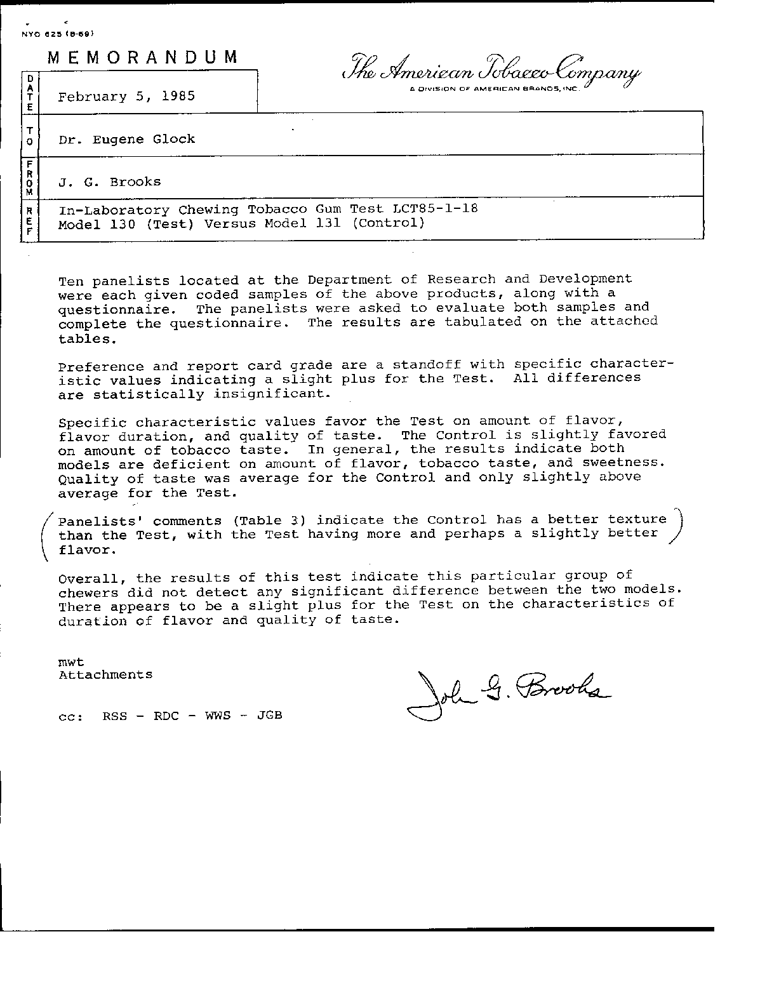 NYO 625 (8-69)
MEMORANDUM
The American Tobacco Company
A DIVISION OF AMERICAN BRANDS, INC.
DATE
February 5, 1985
TO
Dr. Eugene Glock
FROM
J. G. Brooks
REF
In-Laboratory Chewing Tobacco Gum Test LCT85-1-18
Model 130 (Test) Versus Model 131 (Control)
Ten panelists located at the Department of Research and Development
were each given coded samples of the above products, along with a
questionnaire. The panelists were asked to evaluate both samples and
complete the questionnaire. The results are tabulated on the attached
tables.
Preference and report card grade are a standoff with specific character-
istic values indicating a slight plus for the Test. All differences
are statistically insignificant.
Specific characteristic values favor the Test on amount of flavor,
flavor duration, and quality of taste. The Control is slightly favored
on amount of tobacco taste. In general, the results indicate both
models are deficient on amount of flavor, tobacco taste, and sweetness.
Quality of taste was average for the Control and only slightly above
average for the Test.
(Panelists' comments (Table 3) indicate the Control has a better texture
than the Test, with the Test having more and perhaps a slightly better
flavor.)
Overall, the results of this test indicate this particular group of
chewers did not detect any significant difference between the two models.
There appears to be a slight plus for the Test on the characteristics of
duration of flavor and quality of taste.
mwt
Attachments
John G. Brooks
cc: RSS - RDC - WWS - JGB